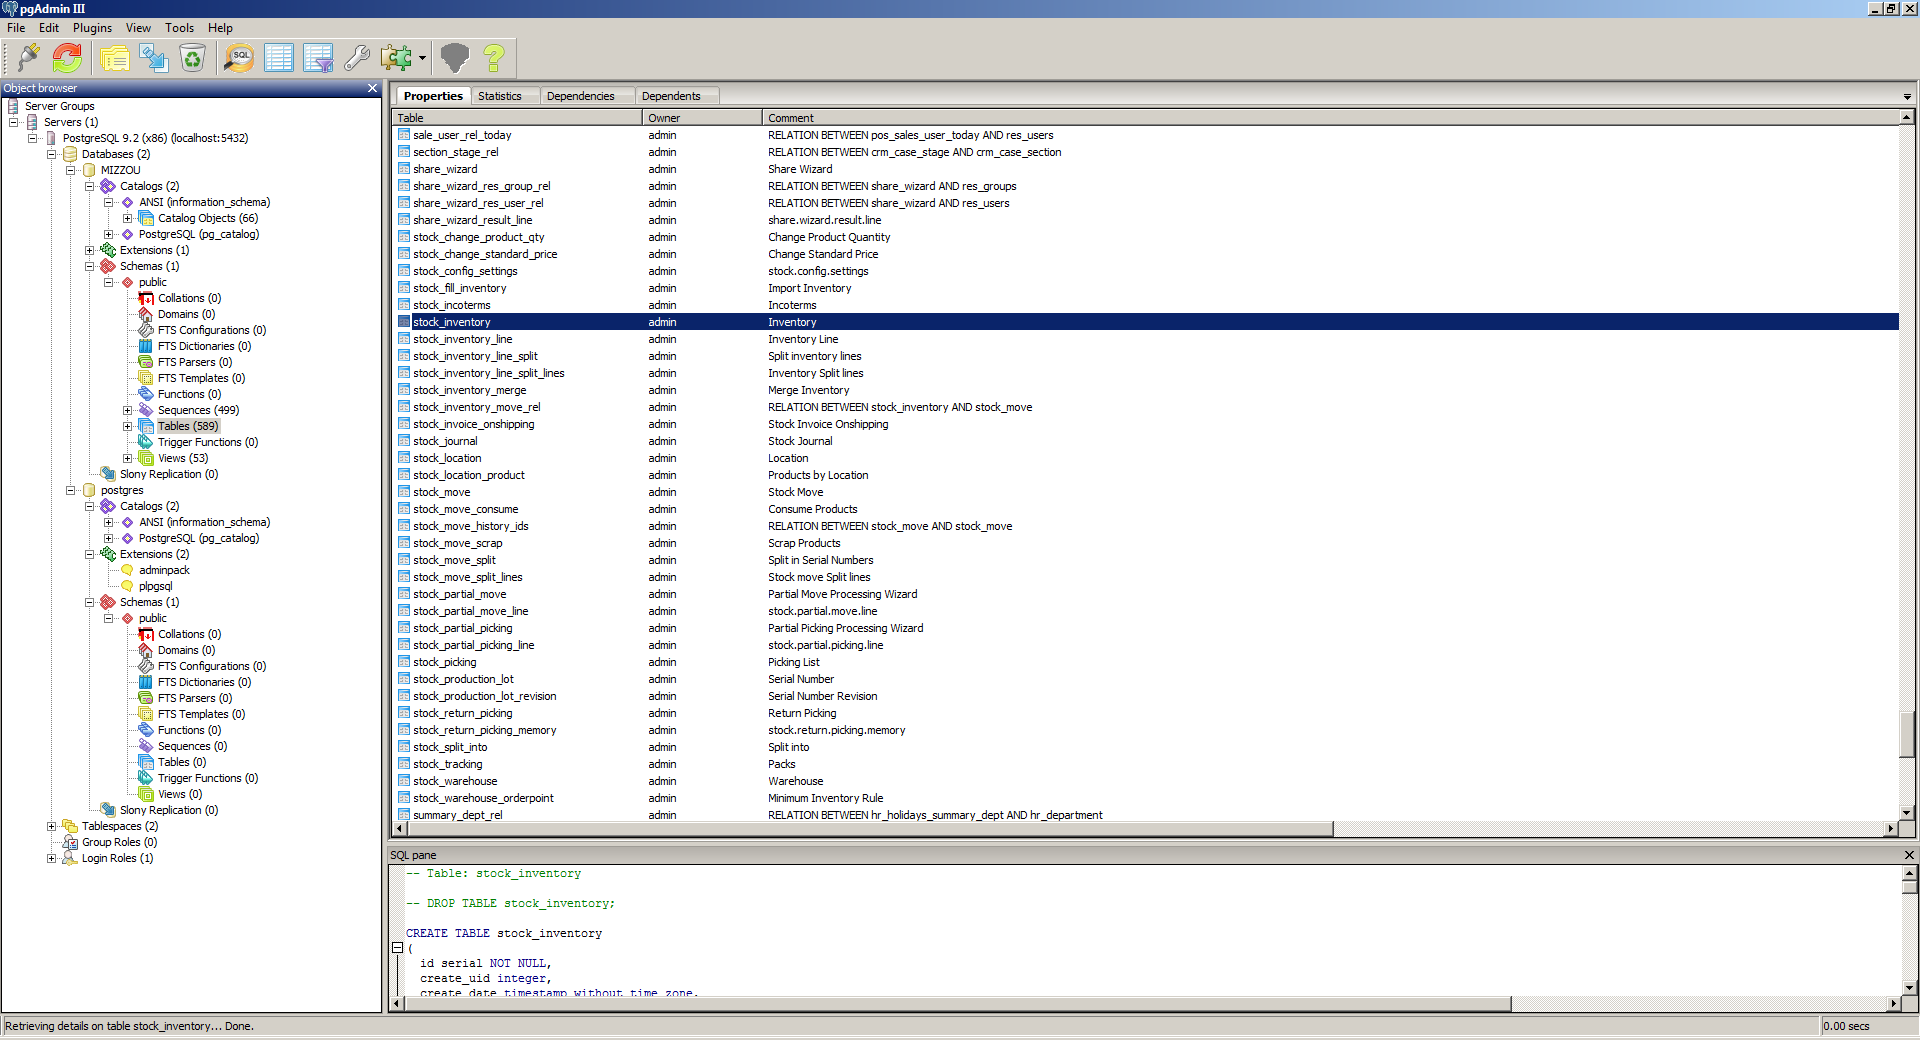 pgAdmin III
File Edit Plugins View Tools Help
SQL
Object browser
Server Groups
Servers (1)
PostgreSQL 9.2 (x86) (localhost:5432)
Databases (2)
MIZZOU
Catalogs (2)
ANSI (information_schema)
Catalog Objects (66)
PostgreSQL (pg_catalog)
Extensions (1)
Schemas (1)
public
Collations (0)
Domains (0)
FTS Configurations (0)
FTS Dictionaries (0)
FTS Parsers (0)
FTS Templates (0)
Functions (0)
Sequences (499)
Tables (589)
Trigger Functions (0)
Views (53)
Slony Replication (0)
postgres
Catalogs (2)
ANSI (information_schema)
PostgreSQL (pg_catalog)
Extensions (2)
adminpack
plpgsql
Schemas (1)
public
Collations (0)
Domains (0)
FTS Configurations (0)
FTS Dictionaries (0)
FTS Parsers (0)
FTS Templates (0)
Functions (0)
Sequences (0)
Tables (0)
Trigger Functions (0)
Views (0)
Slony Replication (0)
Tablespaces (2)
Group Roles (0)
Login Roles (1)
Properties Statistics Dependencies Dependents
Table Owner Comment
sale_user_rel_today admin RELATION BETWEEN pos_sales_user_today AND res_users
section_stage_rel admin RELATION BETWEEN crm_case_stage AND crm_case_section
share_wizard admin Share Wizard
share_wizard_res_group_rel admin RELATION BETWEEN share_wizard AND res_groups
share_wizard_res_user_rel admin RELATION BETWEEN share_wizard AND res_users
share_wizard_result_line admin share.wizard.result.line
stock_change_product_qty admin Change Product Quantity
stock_change_standard_price admin Change Standard Price
stock_config_settings admin stock.config.settings
stock_fill_inventory admin Import Inventory
stock_incoterms admin Incoterms
stock_inventory admin Inventory
stock_inventory_line admin Inventory Line
stock_inventory_line_split admin Split inventory lines
stock_inventory_line_split_lines admin Inventory Split lines
stock_inventory_merge admin Merge Inventory
stock_inventory_move_rel admin RELATION BETWEEN stock_inventory AND stock_move
stock_invoice_onshipping admin Stock Invoice Onshipping
stock_journal admin Stock Journal
stock_location admin Location
stock_location_product admin Products by Location
stock_move admin Stock Move
stock_move_consume admin Consume Products
stock_move_history_ids admin RELATION BETWEEN stock_move AND stock_move
stock_move_scrap admin Scrap Products
stock_move_split admin Split in Serial Numbers
stock_move_split_lines admin Stock move Split lines
stock_partial_move admin Partial Move Processing Wizard
stock_partial_move_line admin stock.partial.move.line
stock_partial_picking admin Partial Picking Processing Wizard
stock_partial_picking_line admin stock.partial.picking.line
stock_picking admin Picking List
stock_production_lot admin Serial Number
stock_production_lot_revision admin Serial Number Revision
stock_return_picking admin Return Picking
stock_return_picking_memory admin stock.return.picking.memory
stock_split_into admin Split into
stock_tracking admin Packs
stock_warehouse admin Warehouse
stock_warehouse_orderpoint admin Minimum Inventory Rule
summary_dept_rel admin RELATION BETWEEN hr_holidays_summary_dept AND hr_department
SQL pane
-- Table: stock_inventory
-- DROP TABLE stock_inventory;
CREATE TABLE stock_inventory
(
id serial NOT NULL,
create_uid integer,
create_date timestamp without time zone,
Retrieving details on table stock_inventory... Done.
0.00 secs